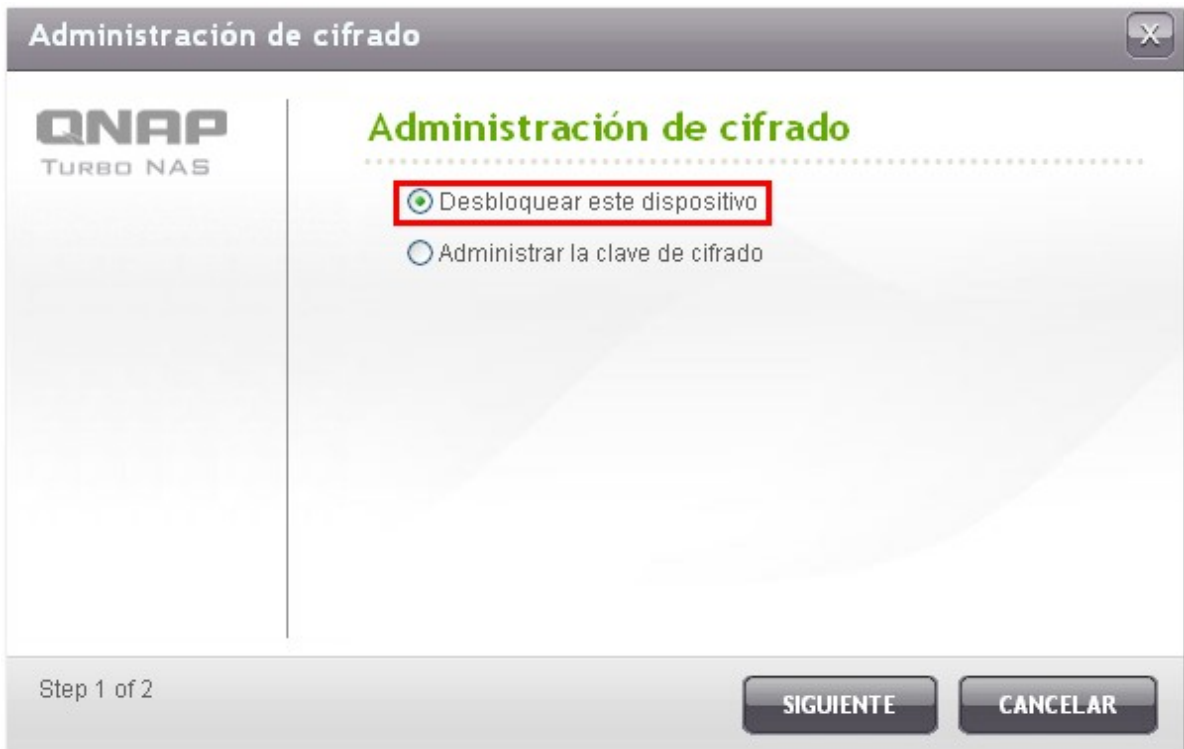 Administración de cifrado
X
QNAP
TURBO NAS
Administración de cifrado
Desbloquear este dispositivo
Administrar la clave de cifrado
Step 1 of 2
SIGUIENTE
CANCELAR